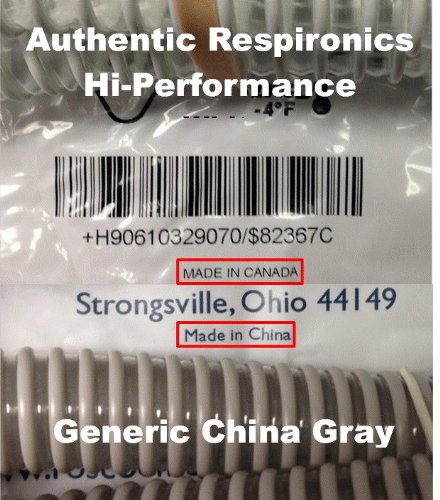 Authentic Respironics
Hi-Performance
-4°F
+H90610329070/$82367C
MADE IN CANADA
Strongsville, Ohio 44149
Made in China
Generic China Gray